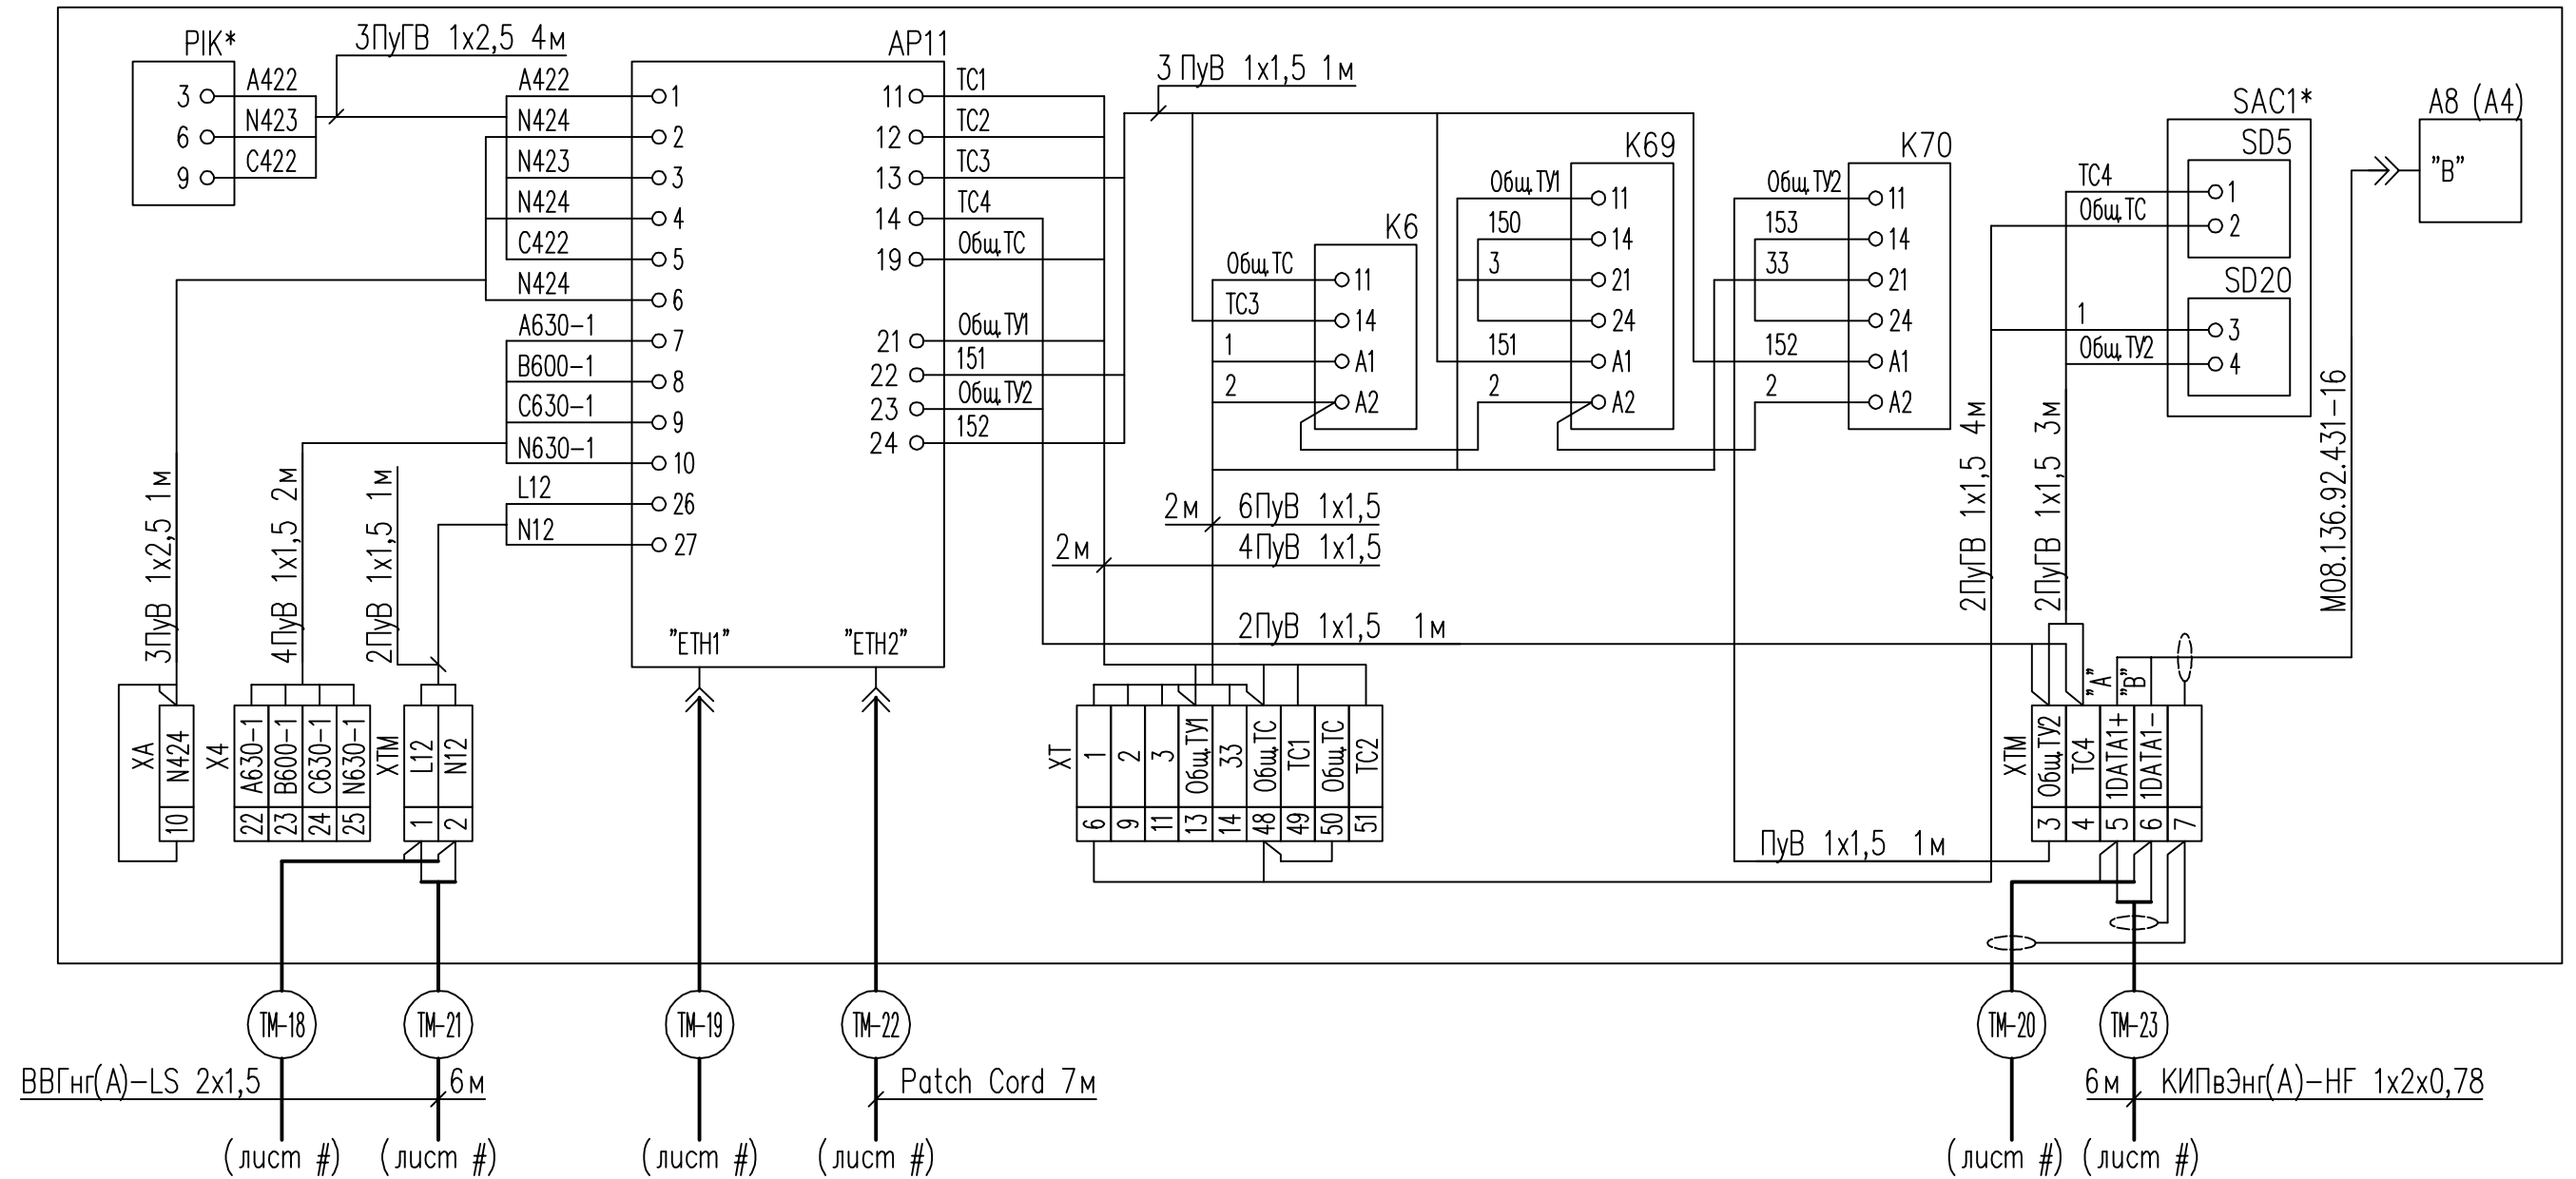 PIK*
3ПуГВ 1х2,5 4м
AP11
3 ПуВ 1х1,5 1м
SAC1*
A8 (A4)
3
A422
6
N423
9
C422
A422
1
N424
2
N423
3
N424
4
C422
5
N424
6
A630-1
7
B600-1
8
C630-1
9
N630-1
10
L12
26
N12
27
11
TC1
12
TC2
13
TC3
14
TC4
19
Общ.ТС
21
Общ.ТУ1
22
151
23
Общ.ТУ2
24
152
"ETH1"
"ETH2"
K6
Общ.ТС
11
TC3
14
1
A1
2
A2
K69
Общ.ТУ1
11
150
14
3
21
24
151
A1
2
A2
K70
Общ.ТУ2
11
153
14
33
21
24
152
A1
2
A2
SD5
TC4
1
Общ.ТС
2
SD20
1
3
Общ.ТУ2
4
"B"
3ПуВ 1х2,5 1м
4ПуВ 1х1,5 2м
2ПуВ 1х1,5 1м
2м 6ПуВ 1х1,5
2м 4ПуВ 1х1,5
2ПуВ 1х1,5 1м
2ПуГВ 1х1,5 4м
2ПуГВ 1х1,5 3м
М08.136.92.431-16
XA
N424
10
X4
A630-1
B600-1
C630-1
N630-1
22
23
24
25
XTM
L12
N12
1
2
XT
1
2
3
Общ.ТУ1
33
Общ.ТС
TC1
Общ.ТС
TC2
6
9
11
13
14
48
49
50
51
"A"
"B"
XTM
Общ.ТУ2
TC4
1DATA1+
1DATA1-
3
4
5
6
7
ПуВ 1х1,5 1м
TM-18
TM-21
TM-19
TM-22
TM-20
TM-23
ВВГнг(А)-LS 2х1,5 6м
Patch Cord 7м
6м КИПвЭнг(А)-HF 1х2х0,78
(лист #)
(лист #)
(лист #)
(лист #)
(лист #)
(лист #)